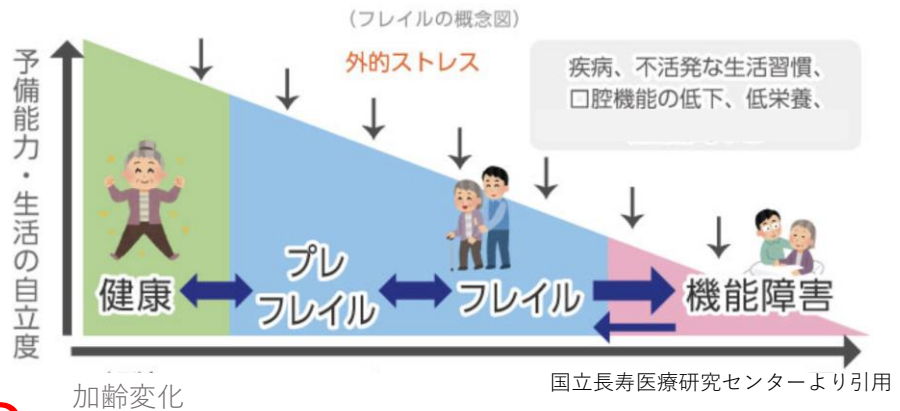 (フレイルの概念図)
外的ストレス
疾病、不活発な生活習慣、
口腔機能の低下、低栄養、
予備能力・生活の自立度
健康
プレ
フレイル
フレイル
機能障害
加齢変化
国立長寿医療研究センターより引用